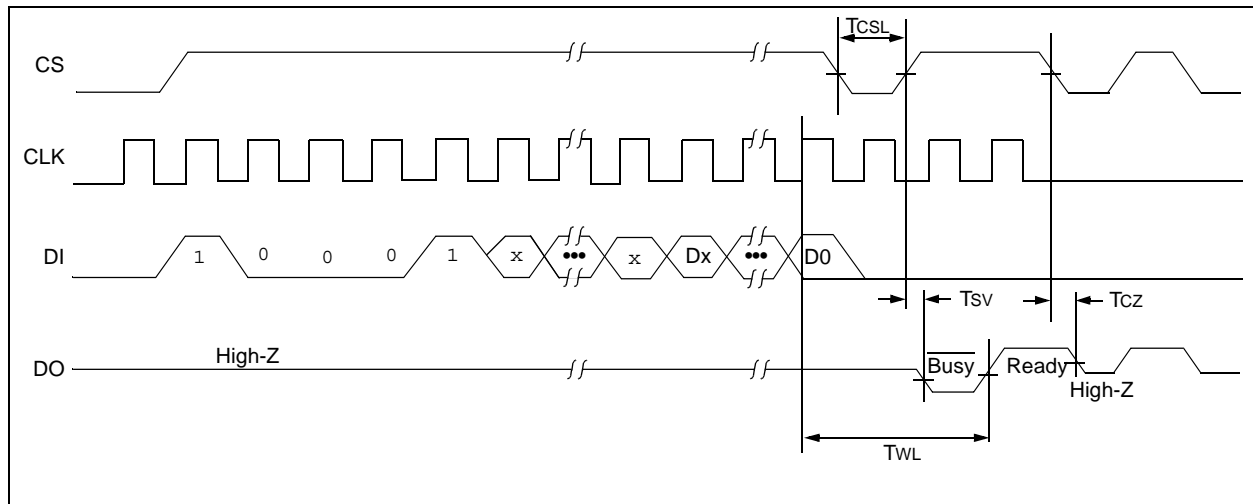 TCSL
CS
CLK
DI
1 0 0 0 1 x ••• x Dx ••• D0
TSV
TCZ
DO
High-Z
Busy
Ready
High-Z
TWL